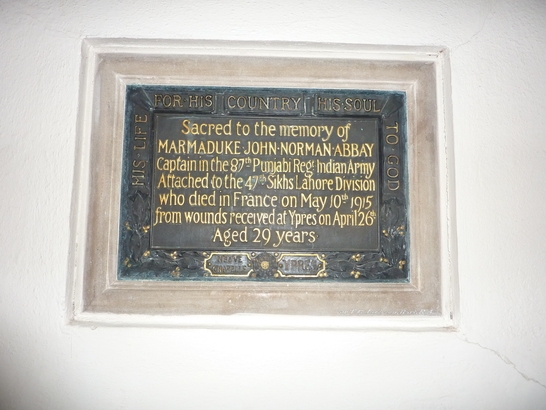 HIS LIFE FOR HIS COUNTRY HIS SOUL TO GOD
Sacred to the memory of
MARMADUKE JOHN NORMAN ABBAY
Captain in the 87th Punjabi Regt Indian Army
Attached to the 47th Sikhs Lahore Division
who died in France on May 10th 1915
from wounds received at Ypres on April 26th
Aged 29 years
NEUVE
YPRES